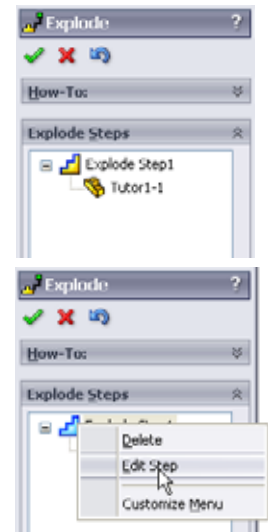 Explode ?
How-To:
Explode Steps
Explode Step1
Tutor1-1
Explode ?
How-To:
Explode Steps
Delete
Edit Step
Customize Menu